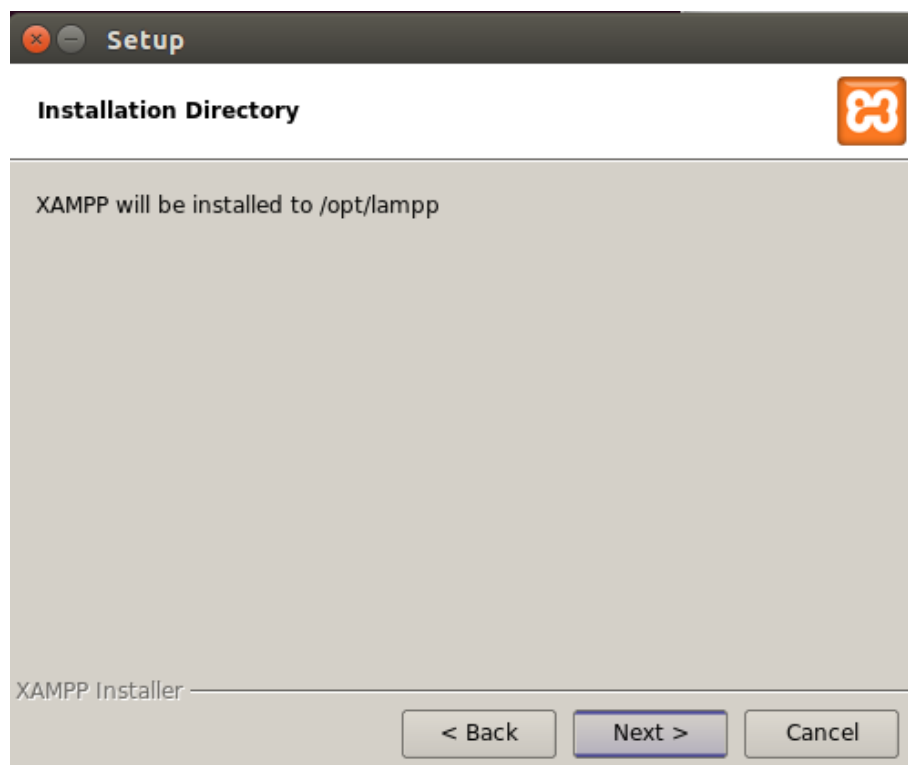 Setup
Installation Directory
XAMPP will be installed to /opt/lampp
XAMPP Installer
< Back
Next >
Cancel